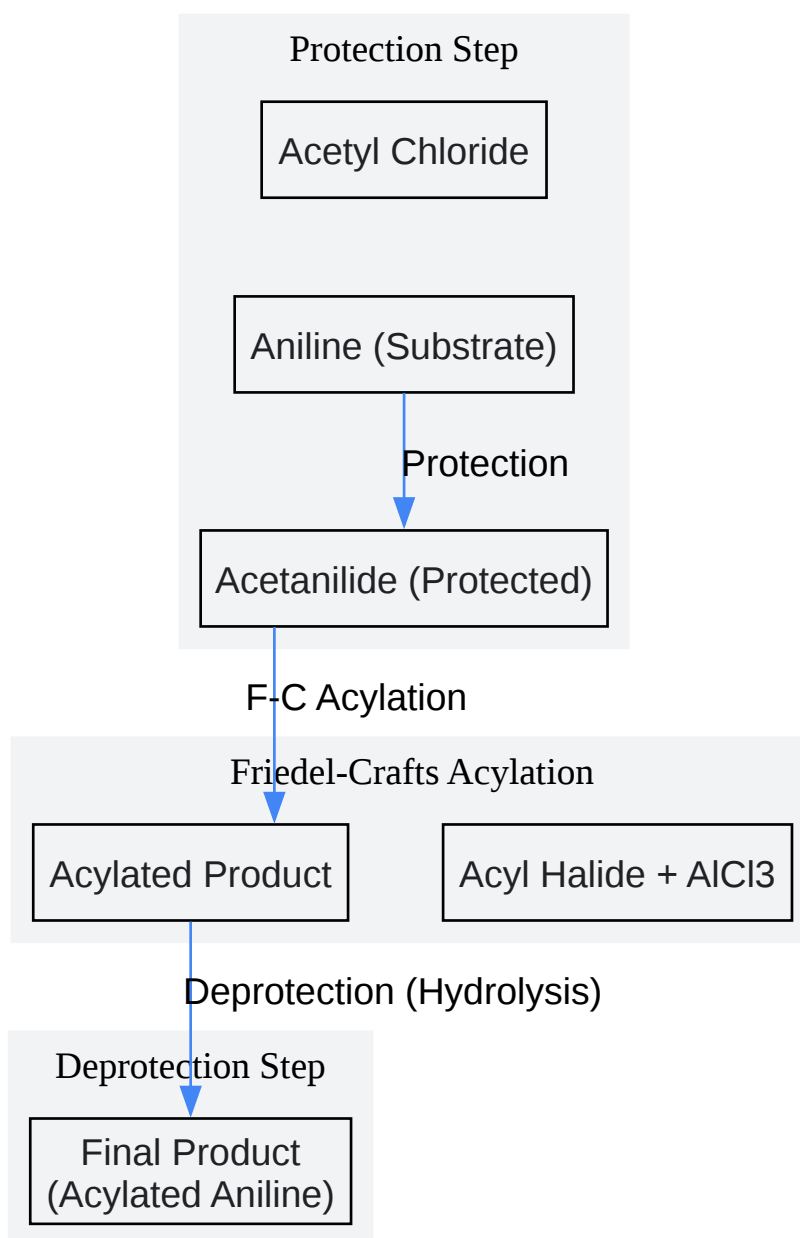 Protection Step
Acetyl Chloride
Aniline (Substrate)
Protection
Acetanilide (Protected)
F-C Acylation
Friedel-Crafts Acylation
Acylated Product
Acyl Halide + AlCl3
Deprotection (Hydrolysis)
Deprotection Step
Final Product
(Acylated Aniline)